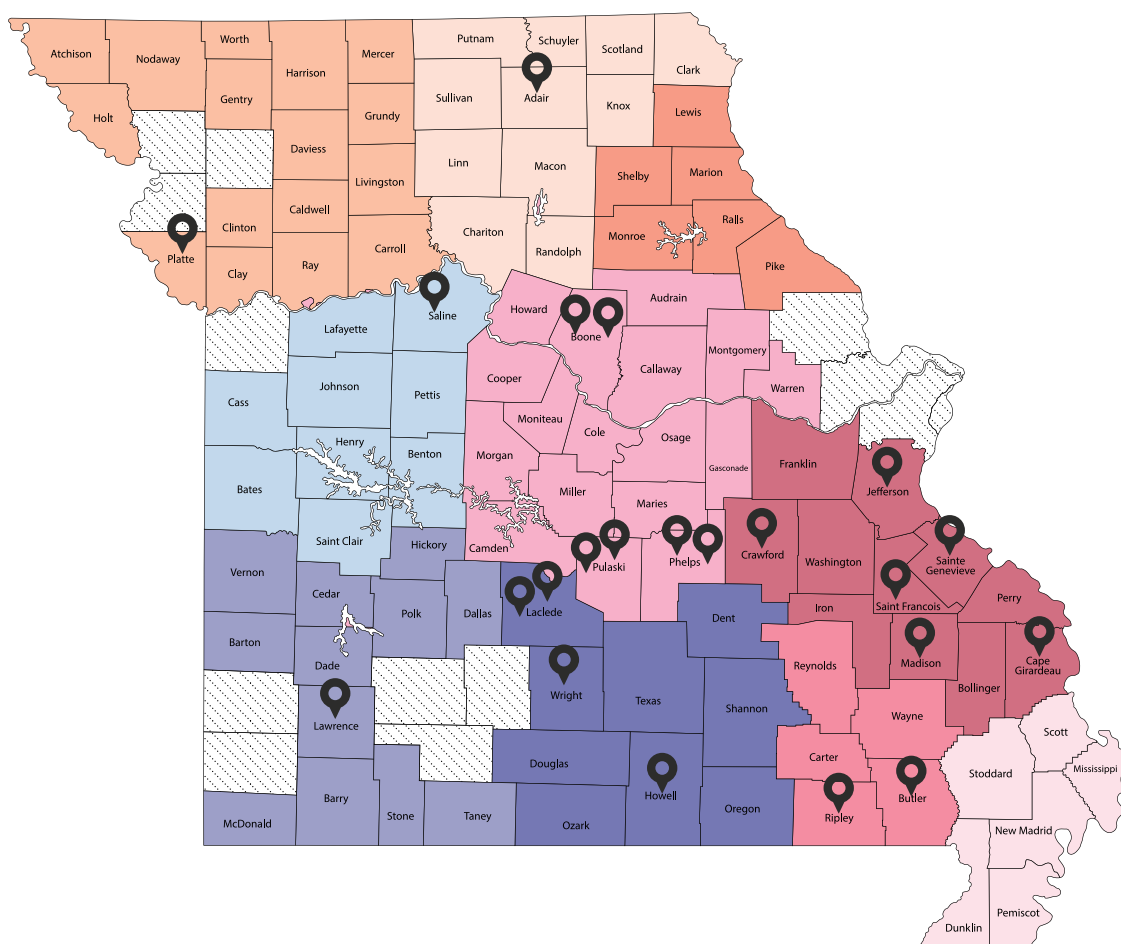 Atchison
Nodaway
Worth
Harrison
Mercer
Putnam
Schuyler
Scotland
Clark
Gentry
Sullivan
Adair
Knox
Lewis
Holt
Grundy
Daviess
Linn
Macon
Shelby
Marion
Livingston
Caldwell
Clinton
Chariton
Randolph
Monroe
Ralls
Platte
Clay
Ray
Carroll
Pike
Saline
Lafayette
Howard
Boone
Audrain
Cass
Johnson
Pettis
Cooper
Callaway
Montgomery
Warren
Moniteau
Henry
Benton
Morgan
Cole
Osage
Gasconade
Franklin
Jefferson
Bates
Miller
Maries
Saint Clair
Hickory
Camden
Pulaski
Phelps
Crawford
Washington
Sainte
Genevieve
Vernon
Cedar
Polk
Dallas
Laclede
Dent
Iron
Saint Francois
Perry
Barton
Dade
Wright
Texas
Shannon
Reynolds
Madison
Bollinger
Cape
Girardeau
Lawrence
Wayne
Scott
Douglas
Howell
Carter
Butler
Stoddard
Mississippi
McDonald
Barry
Stone
Taney
Ozark
Oregon
Ripley
New Madrid
Dunklin
Pemiscot